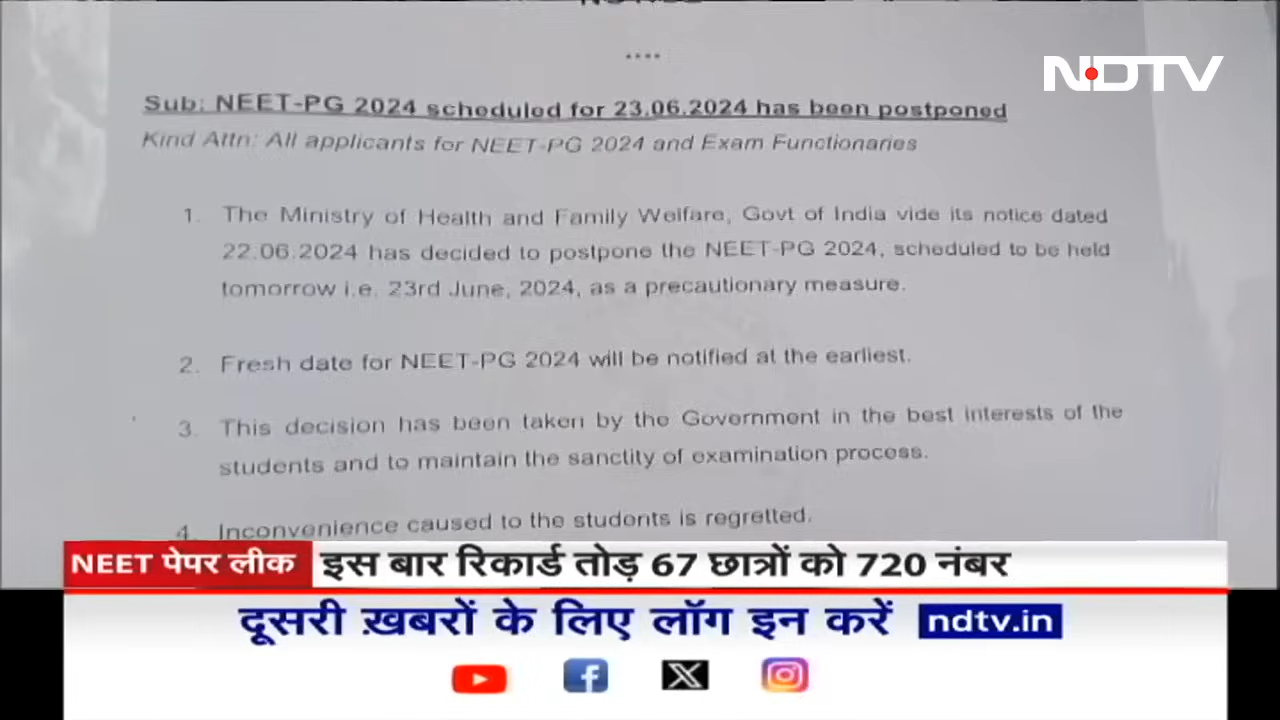 NDTV
****
Sub: NEET-PG 2024 scheduled for 23.06.2024 has been postponed
Kind Attn: All applicants for NEET-PG 2024 and Exam Functionaries
1. The Ministry of Health and Family Welfare, Govt of India vide its notice dated
22.06.2024 has decided to postpone the NEET-PG 2024, scheduled to be held
tomorrow i.e. 23rd June, 2024, as a precautionary measure.
2. Fresh date for NEET-PG 2024 will be notified at the earliest.
3. This decision has been taken by the Government in the best interests of the
students and to maintain the sanctity of examination process.
4. Inconvenience caused to the students is regretted.
NEET पेपर लीक इस बार रिकार्ड तोड़ 67 छात्रों को 720 नंबर
दूसरी ख़बरों के लिए लॉग इन करें ndtv.in